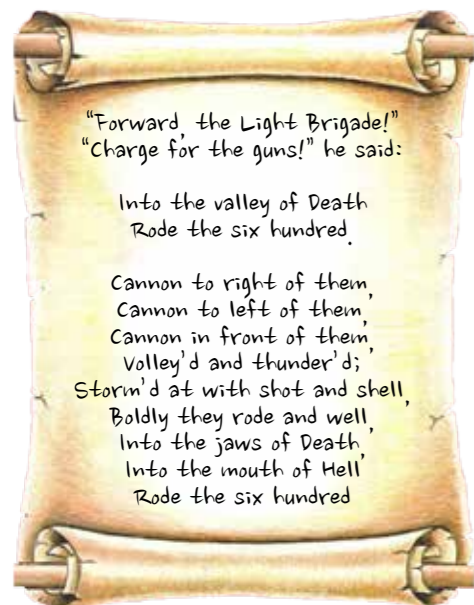 "Forward, the Light Brigade!"
"Charge for the guns!" he said:
Into the valley of Death
Rode the six hundred.
Cannon to right of them,
Cannon to left of them,
Cannon in front of them,
Volley'd and thunder'd;
Storm'd at with shot and shell,
Boldly they rode and well,
Into the jaws of Death,
Into the mouth of Hell
Rode the six hundred